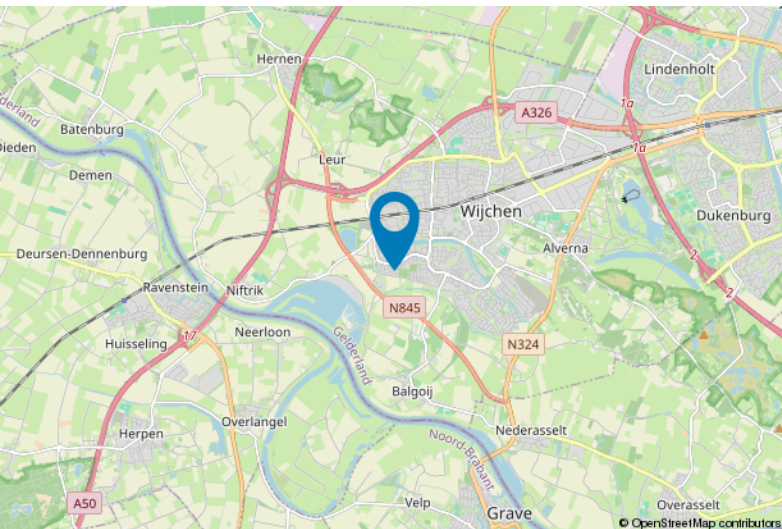 Hernen
Lindenholt
A326
1a
Gelderland
Batenburg
1a
Dieden
Leur
Demen
Wijchen
Dukenburg
Alverna
Deursen-Dennenburg
2
Ravenstein
Niftrik
2
N845
17
Neerloon
Huisseling
Gelderland
N324
Balgoij
Overlangel
Herpen
Nederasselt
Noord-Brabant
A50
Velp
Overasselt
Grave
© OpenStreetMap contributors